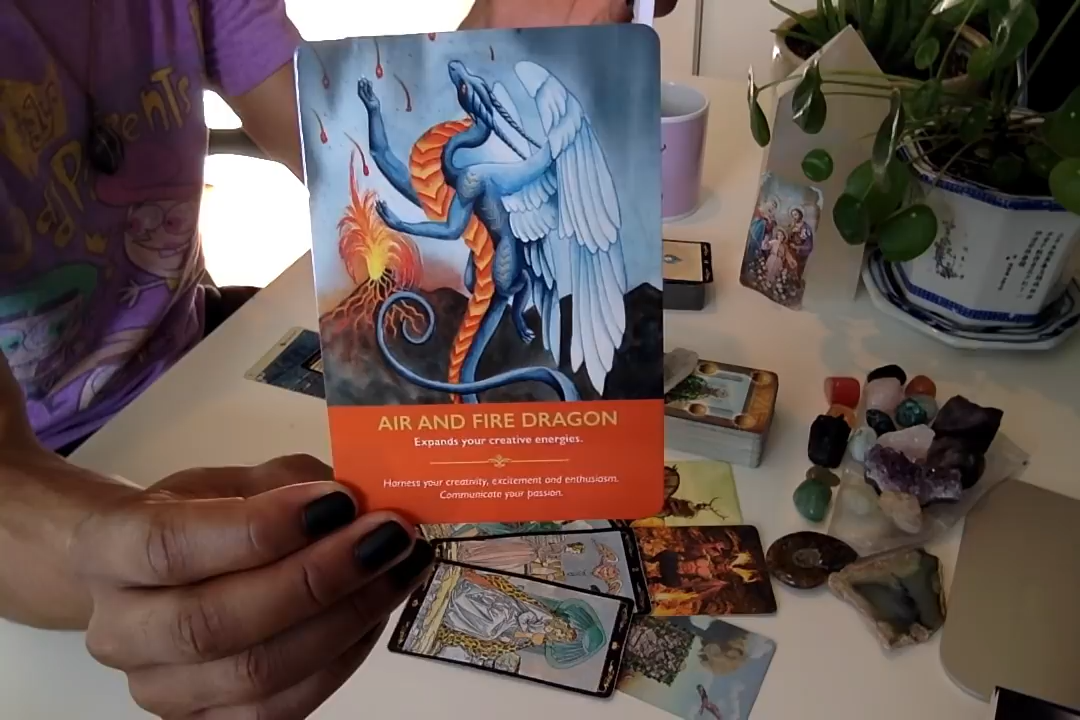 AIR AND FIRE DRAGON
Expands your creative energies.
Harness your creativity, excitement and enthusiasm.
Communicate your passion.